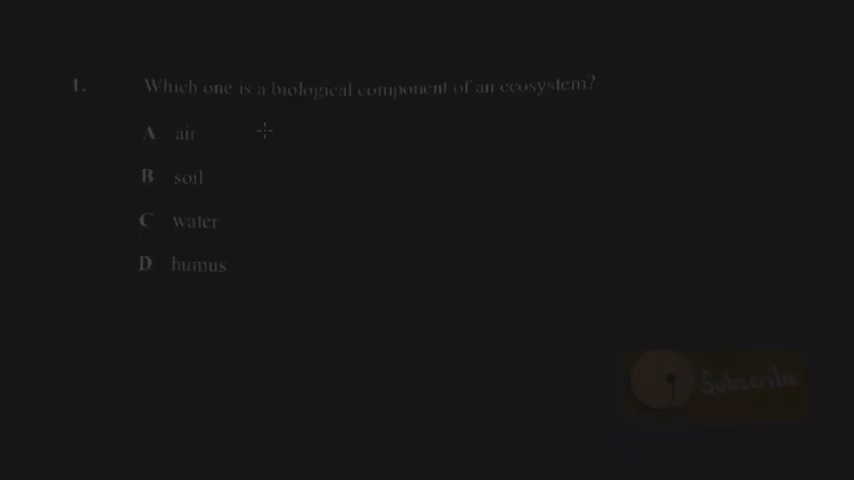 1. Which one is a biological component of an ecosystem?
A air
B soil
C water
D humus
Subscribe